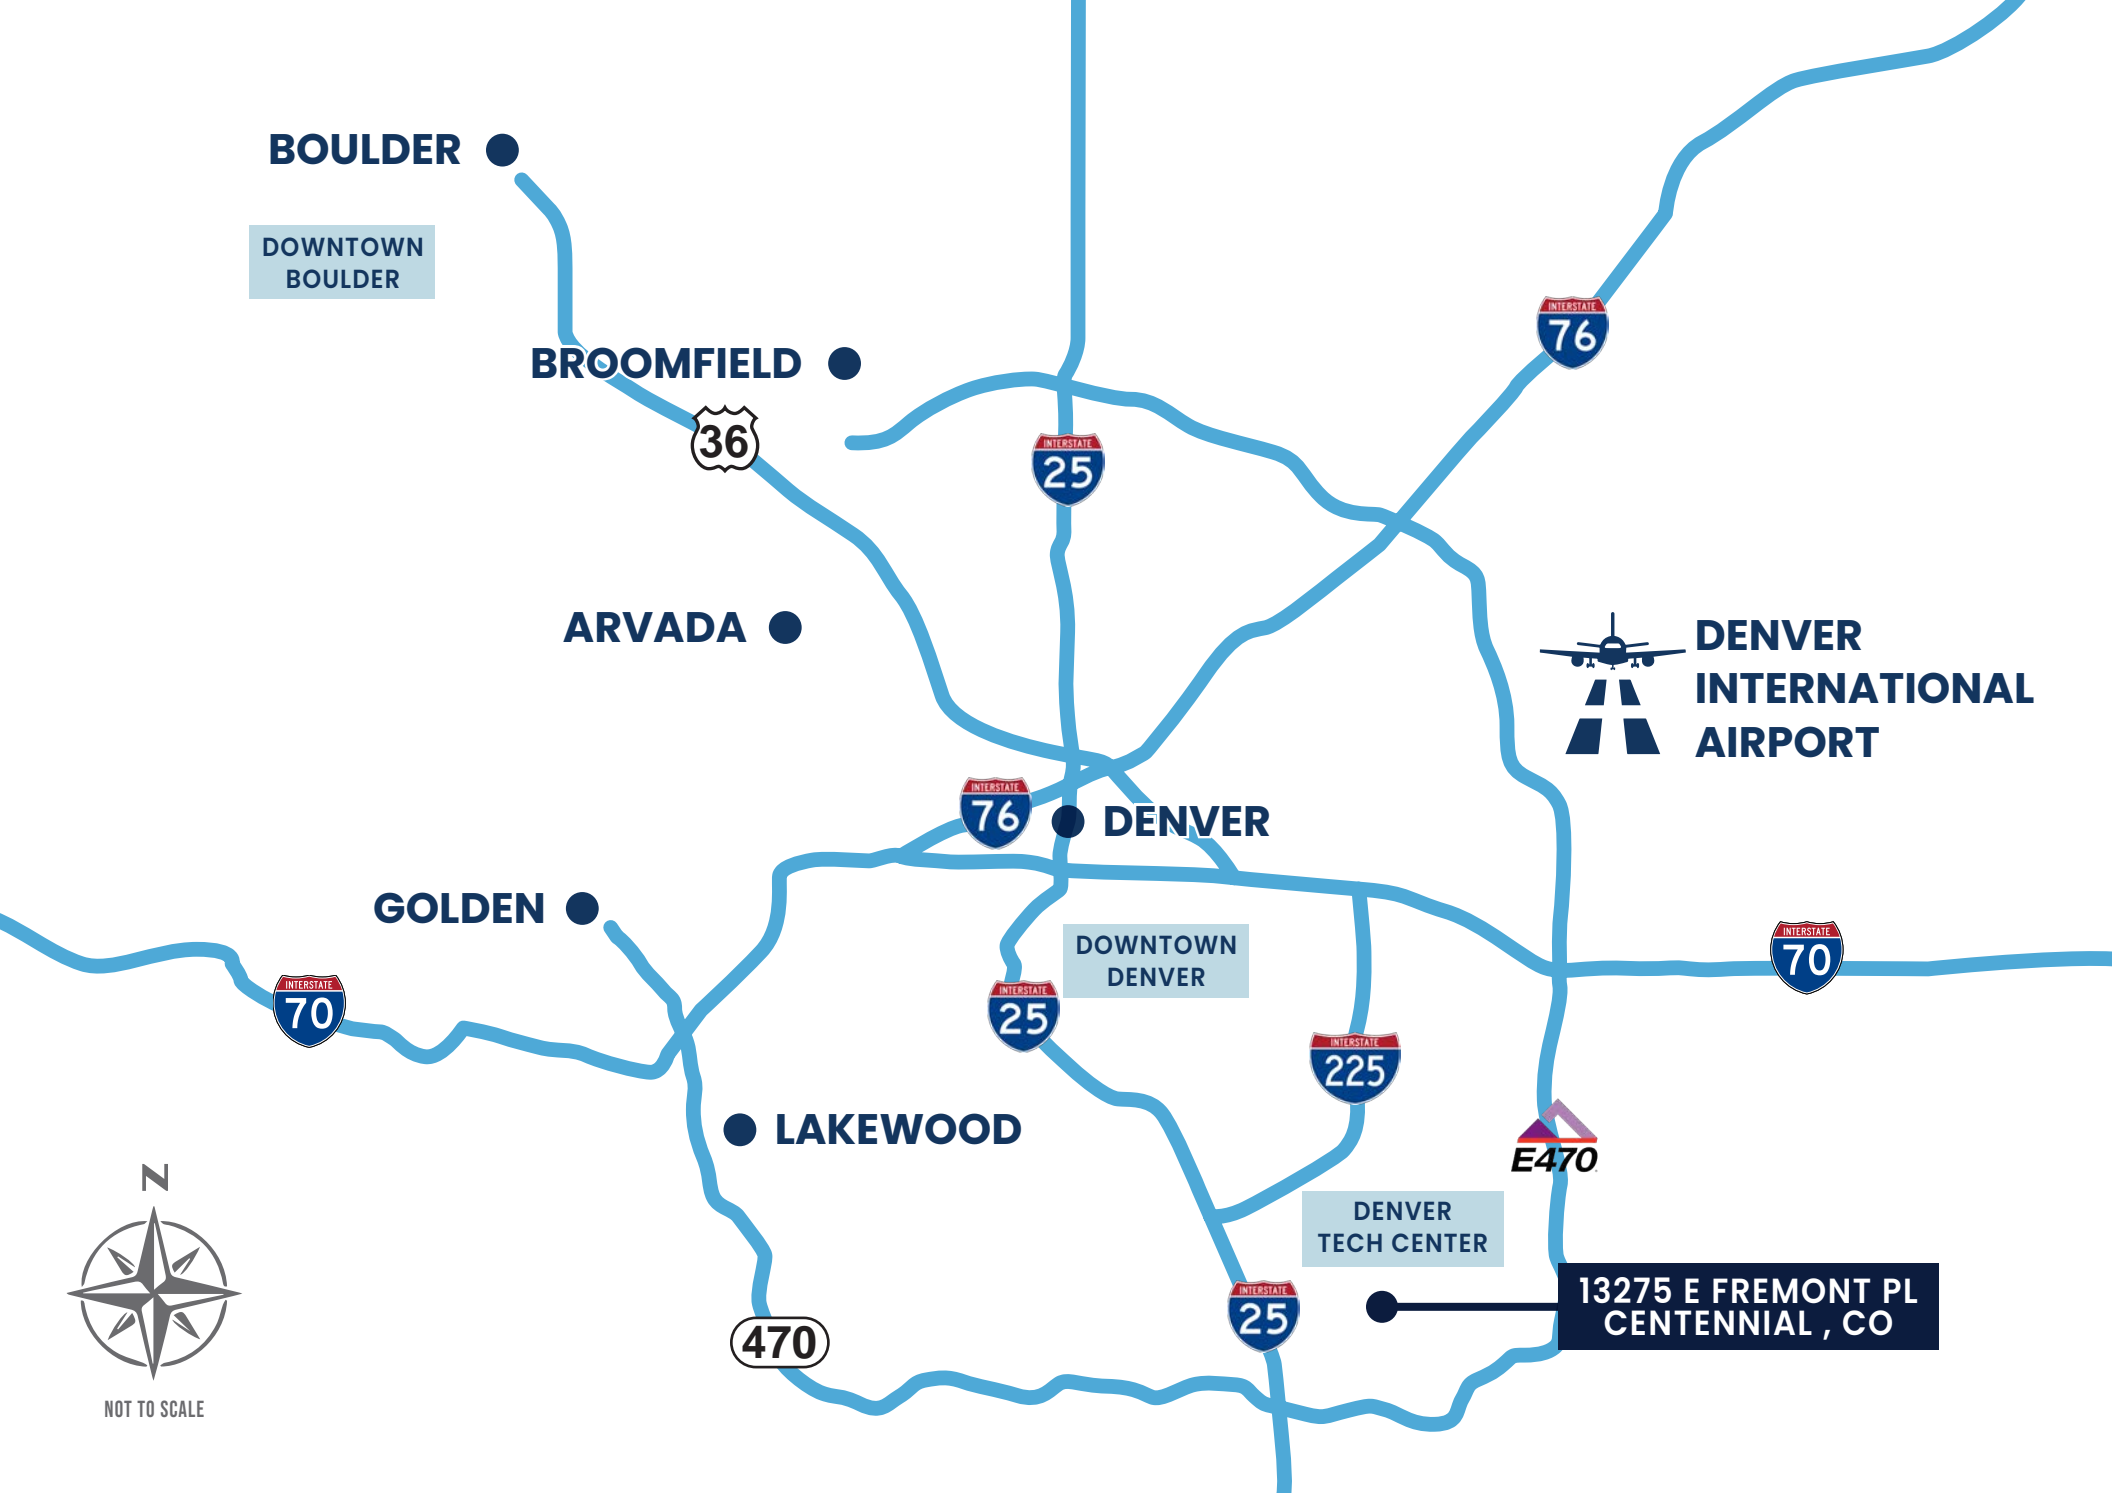 BOULDER
DOWNTOWN
BOULDER
INTERSTATE
76
BROOMFIELD
36
INTERSTATE
25
ARVADA
DENVER
INTERNATIONAL
AIRPORT
INTERSTATE
76
DENVER
GOLDEN
DOWNTOWN
DENVER
INTERSTATE
70
INTERSTATE
70
INTERSTATE
25
INTERSTATE
225
LAKEWOOD
E470
N
DENVER
TECH CENTER
13275 E FREMONT PL
CENTENNIAL , CO
INTERSTATE
25
470
NOT TO SCALE